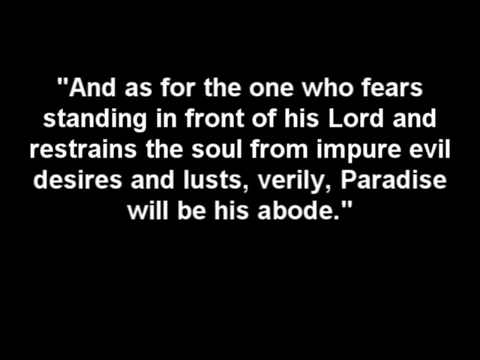 "And as for the one who fears
standing in front of his Lord and
restrains the soul from impure evil
desires and lusts, verily, Paradise
will be his abode."